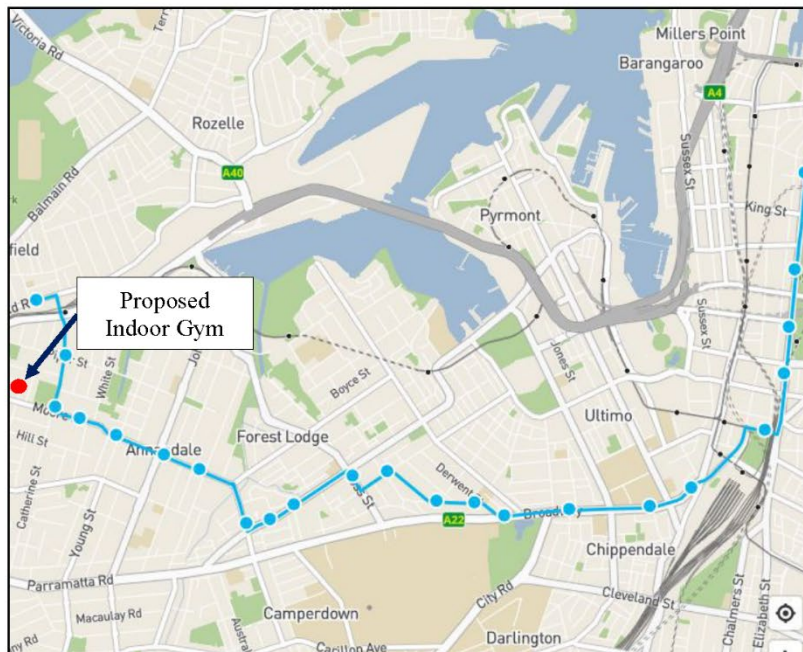 Millers Point
Barangaroo
Victoria Rd
A4
Rozelle
A40
Balmain Rd
Sussex St
Pyrmont
King St
field
Proposed
Indoor Gym
Sussex St
White St
Jones St
Boyce St
Moore
Ultimo
Hill St
Forest Lodge
Annandale
Derwent
Catherine St
Broadway
Young St
A22
Chippendale
Parramatta Rd
City Rd
Cleveland St
Chalmers St
Elizabeth St
Macaulay Rd
Camperdown
Darlington
Carillon Ave